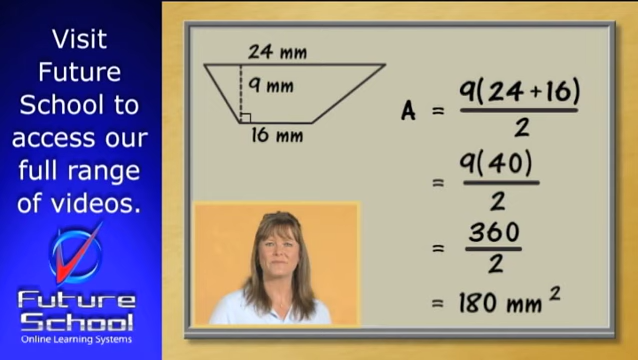 Visit
Future
School to
access our
full range
of videos.
Future
School
Online Learning Systems
24 mm
9 mm
16 mm
A = 9(24+16)/2
= 9(40)/2
= 360/2
= 180 mm²